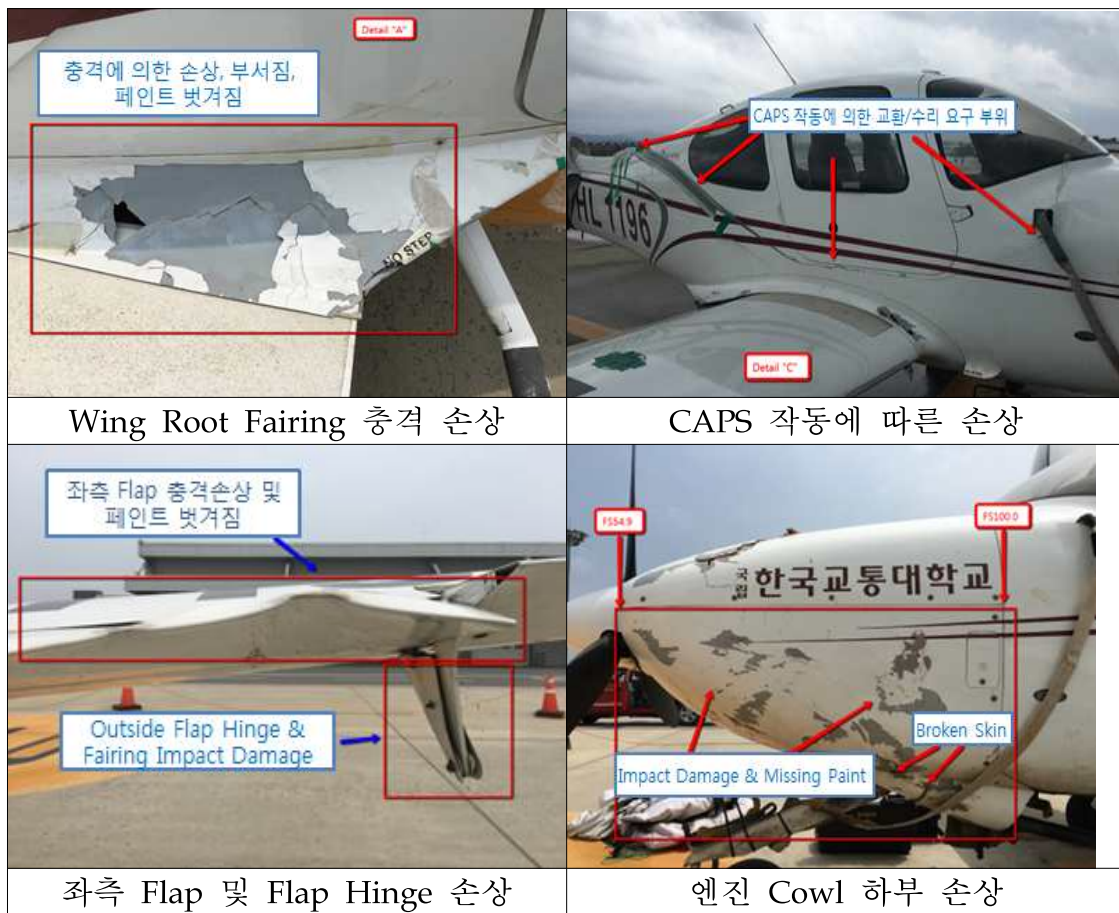 Detail "A"
충격에 의한 손상, 부서짐,
페인트 벗겨짐
NO STEP
CAPS 작동에 의한 교환/수리 요구 부위
HL1196
Detail "C"
Wing Root Fairing 충격 손상
CAPS 작동에 따른 손상
좌측 Flap 충격손상 및
페인트 벗겨짐
Outside Flap Hinge &
Fairing Impact Damage
FS100.0
국립 한국교통대학교
Broken Skin
Impact Damage & Missing Paint
좌측 Flap 및 Flap Hinge 손상
엔진 Cowl 하부 손상